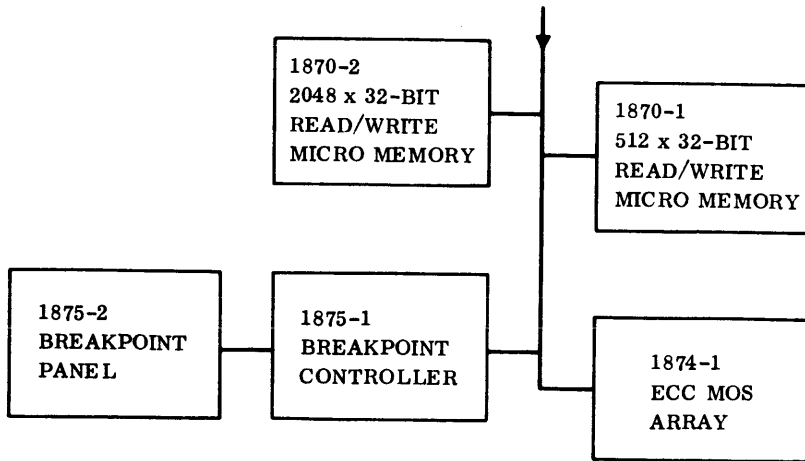 1870-2
2048 x 32-BIT
READ/WRITE
MICRO MEMORY
1870-1
512 x 32-BIT
READ/WRITE
MICRO MEMORY
1875-2
BREAKPOINT
PANEL
1875-1
BREAKPOINT
CONTROLLER
1874-1
ECC MOS
ARRAY